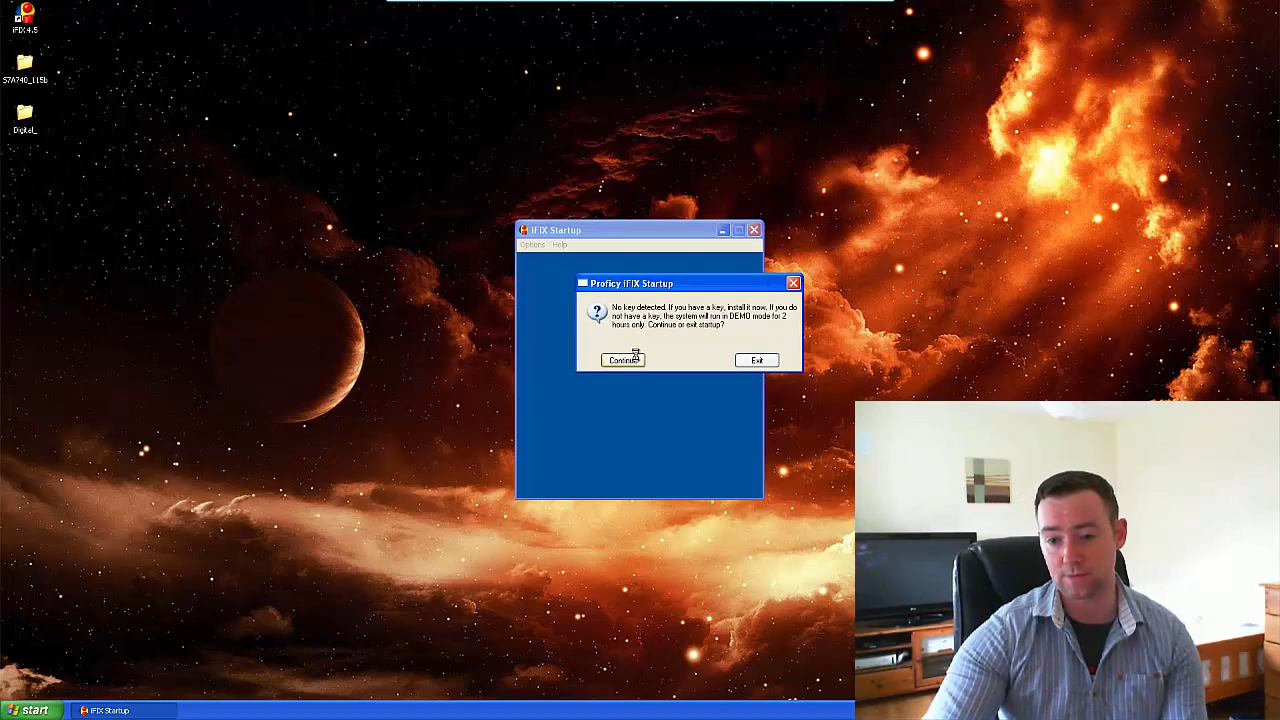 iFIX 4.5
S7A740_L15b
Digital_
iFIX Startup
Options Help
Proficy iFIX Startup
No key detected. If you have a key, install it now. If you do
not have a key, the system will run in DEMO mode for 2
hours only. Continue or exit startup?
Continue
Exit
start
iFIX Startup